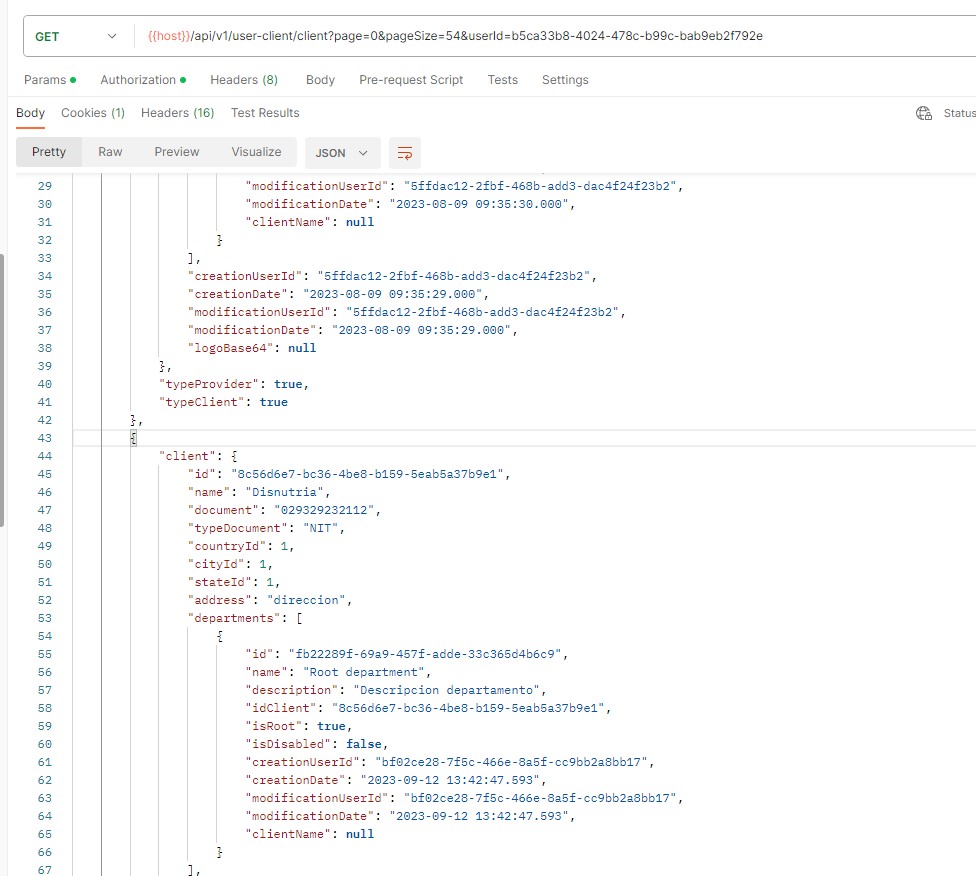 GET {{host}}/api/v1/user-client/client?page=0&pageSize=54&userId=b5ca33b8-4024-478c-b99c-bab9eb2f792e
Params Authorization Headers (8) Body Pre-request Script Tests Settings
Body Cookies (1) Headers (16) Test Results Status
Pretty Raw Preview Visualize JSON
29 "modificationUserId": "5ffdac12-2fbf-468b-add3-dac4f24f23b2",
30 "modificationDate": "2023-08-09 09:35:30.000",
31 "clientName": null
32 }
33 ],
34 "creationUserId": "5ffdac12-2fbf-468b-add3-dac4f24f23b2",
35 "creationDate": "2023-08-09 09:35:29.000",
36 "modificationUserId": "5ffdac12-2fbf-468b-add3-dac4f24f23b2",
37 "modificationDate": "2023-08-09 09:35:29.000",
38 "logoBase64": null
39 },
40 "typeProvider": true,
41 "typeClient": true
42 },
43 {
44 "client": {
45 "id": "8c56d6e7-bc36-4be8-b159-5eab5a37b9e1",
46 "name": "Disnutria",
47 "document": "029329232112",
48 "typeDocument": "NIT",
49 "countryId": 1,
50 "cityId": 1,
51 "stateId": 1,
52 "address": "direccion",
53 "departments": [
54 {
55 "id": "fb22289f-69a9-457f-adde-33c365d4b6c9",
56 "name": "Root department",
57 "description": "Descripcion departamento",
58 "idClient": "8c56d6e7-bc36-4be8-b159-5eab5a37b9e1",
59 "isRoot": true,
60 "isDisabled": false,
61 "creationUserId": "bf02ce28-7f5c-466e-8a5f-cc9bb2a8bb17",
62 "creationDate": "2023-09-12 13:42:47.593",
63 "modificationUserId": "bf02ce28-7f5c-466e-8a5f-cc9bb2a8bb17",
64 "modificationDate": "2023-09-12 13:42:47.593",
65 "clientName": null
66 }
67 ],